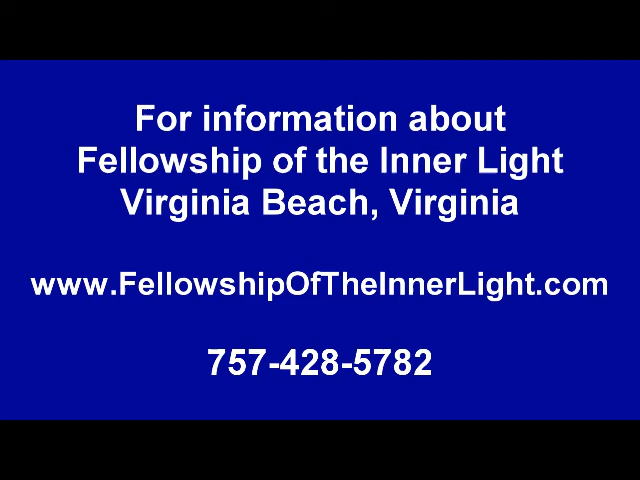 For information about
Fellowship of the Inner Light
Virginia Beach, Virginia
www.FellowshipOfTheInnerLight.com
757-428-5782